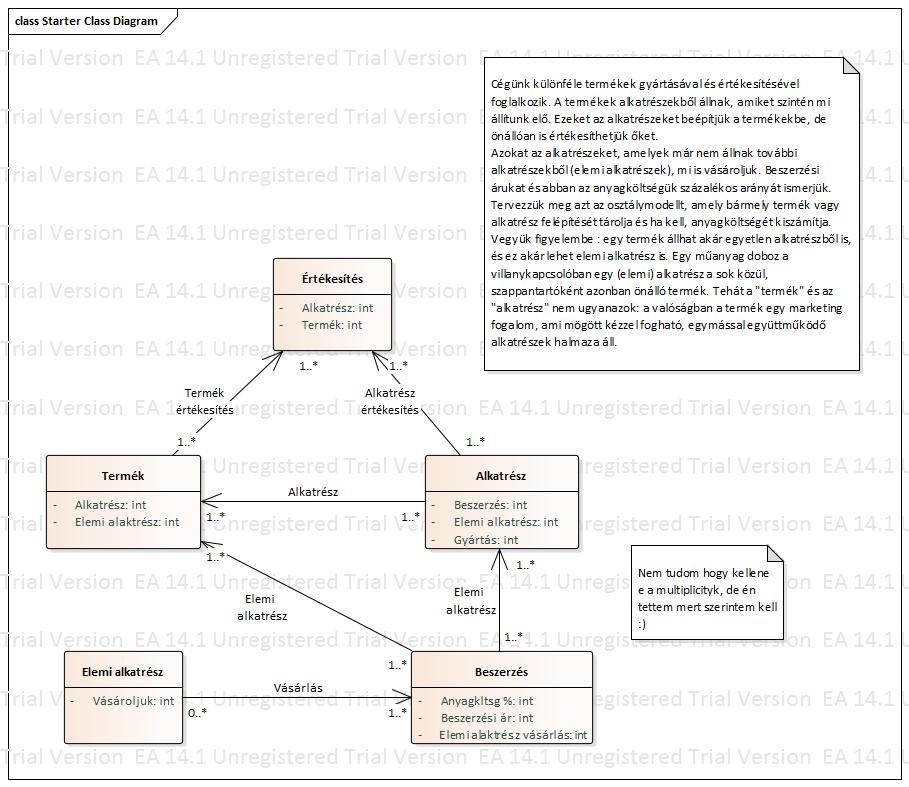 class Starter Class Diagram
Trial Version EA 14.1 Unregistered Trial Version EA 14.1 Unregistered Trial Version EA 14.1 U
Cégünk különféle termékek gyártásával és értékesítésével
foglalkozik. A termékek alkatrészekből állnak, amiket szintén mi
állítunk elő. Ezeket az alkatrészeket beépítjük a termékekbe, de
önállóan is értékesíthetjük őket.
Azokat az alkatrészeket, amelyek már nem állnak további
alkatrészekből (elemi alkatrészek), mi is vásároljuk. Beszerzési
árukat és abban az anyagköltségük százalékos arányát ismerjük.
Tervezzük meg azt az osztálymodellt, amely bármely termék vagy
alkatrész felépítését tárolja és ha kell, anyagköltségét kiszámítja.
Vegyük figyelembe : egy termék állhat akár egyetlen alkatrészből is,
és ez akár lehet elemi alkatrész is. Egy műanyag doboz a
villanykapcsolóban egy (elemi) alkatrész a sok közül,
szappantartóként azonban önálló termék. Tehát a "termék" és az
"alkatrész" nem ugyanazok: a valóságban a termék egy marketing
fogalom, ami mögött kézzel fogható, egymással együttműködő
alkatrészek halmaza áll.
Értékesítés
- Alkatrész: int
- Termék: int
1..* 1..*
Termék
értékesítés
Alkatrész
értékesítés
1..* 1..*
Termék
- Alkatrész: int
- Elemi alaktrész: int
Alkatrész
1..* 1..*
Alkatrész
- Beszerzés: int
- Elemi alkatrész: int
- Gyártás: int
1..* 1..*
Elemi
alkatrész
Elemi
alkatrész
1..* 1..*
Nem tudom hogy kellene
e a multiplicityk, de én
tettem mert szerintem kell
:)
Elemi alkatrész
- Vásároljuk: int
Vásárlás
0..* 1..*
Beszerzés
- Anyagkltsg %: int
- Beszerzési ár: int
- Elemi alaktrész vásárlás: int